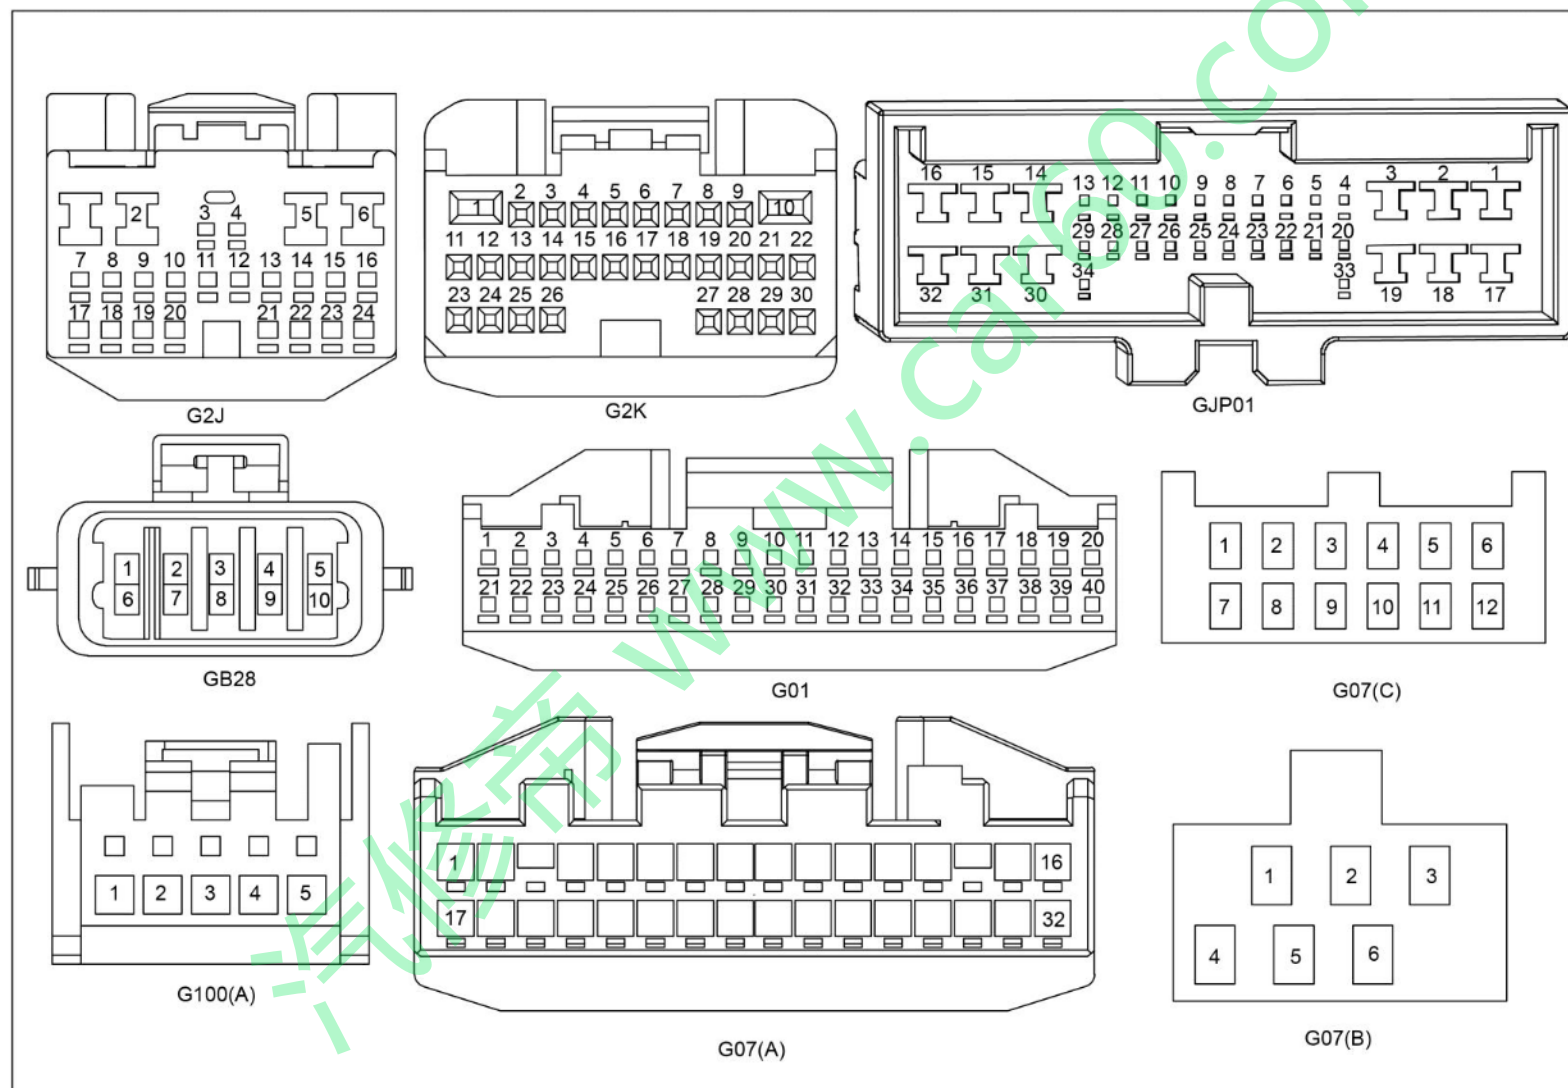 2 3 4 5 6
7 8 9 10 11 12 13 14 15 16
17 18 19 20 21 22 23 24
G2J
1 2 3 4 5 6 7 8 9 10
11 12 13 14 15 16 17 18 19 20 21 22
23 24 25 26 27 28 29 30
G2K
16 15 14 13 12 11 10 9 8 7 6 5 4 3 2 1
29 28 27 26 25 24 23 22 21 20
34 33
32 31 30 19 18 17
GJP01
1 2 3 4 5
6 7 8 9 10
GB28
1 2 3 4 5 6 7 8 9 10 11 12 13 14 15 16 17 18 19 20
21 22 23 24 25 26 27 28 29 30 31 32 33 34 35 36 37 38 39 40
G01
1 2 3 4 5 6
7 8 9 10 11 12
G07(C)
1 2 3 4 5
G100(A)
1 16
17 32
G07(A)
1 2 3
4 5 6
G07(B)
汽修帝 www.car60.com